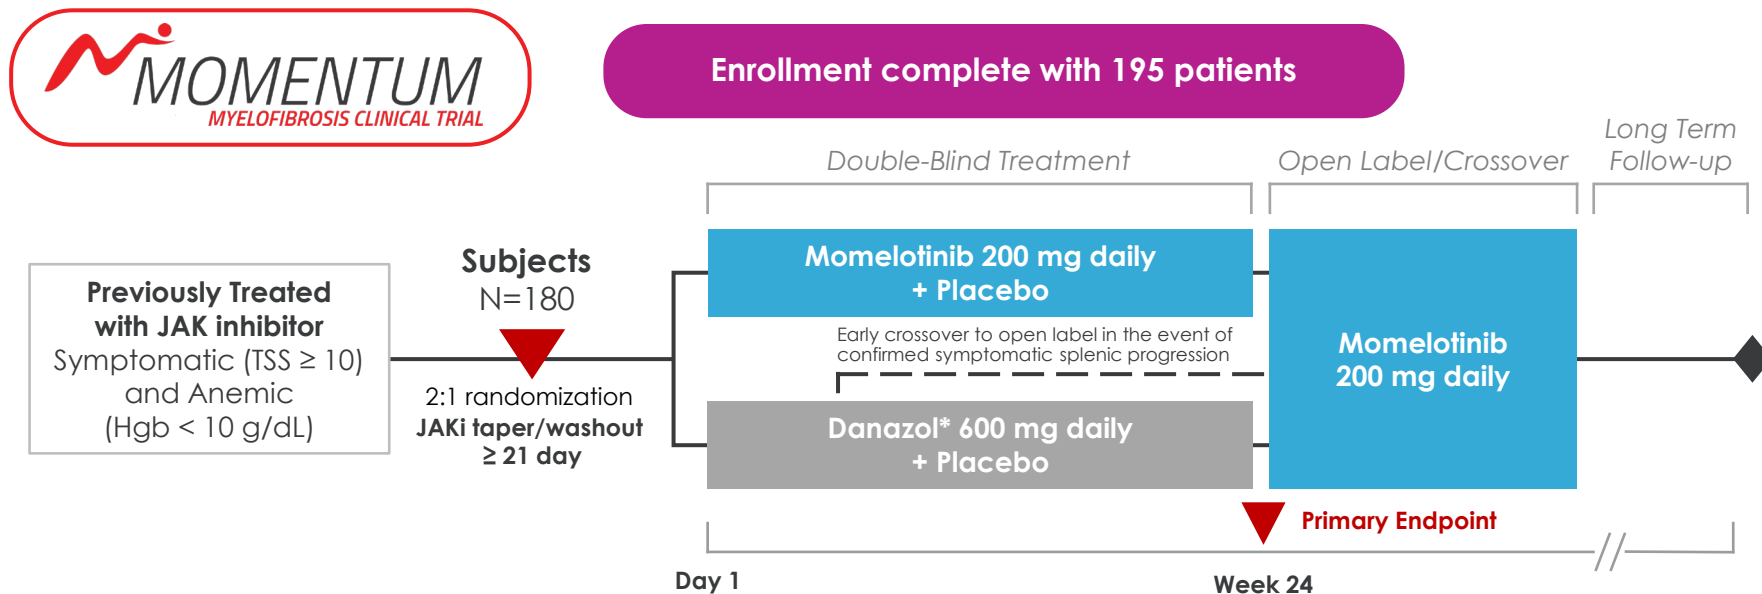 MOMENTUM
MYELOFIBROSIS CLINICAL TRIAL
Enrollment complete with 195 patients
Double-Blind Treatment
Open Label/Crossover
Long Term
Follow-up
Previously Treated
with JAK inhibitor
Symptomatic (TSS ≥ 10)
and Anemic
(Hgb < 10 g/dL)
Subjects
N=180
2:1 randomization
JAKi taper/washout
≥ 21 day
Momelotinib 200 mg daily
+ Placebo
Early crossover to open label in the event of
confirmed symptomatic splenic progression
Danazol* 600 mg daily
+ Placebo
Momelotinib
200 mg daily
Primary Endpoint
Day 1
Week 24